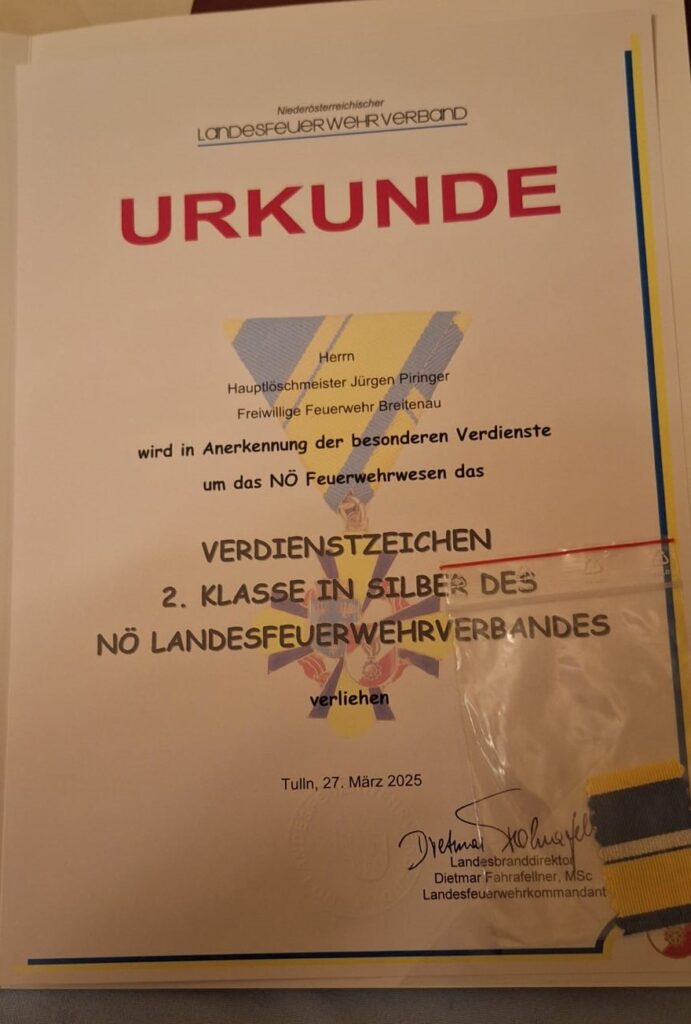 Niederösterreichischer
LANDESFEUERWEHRVERBAND
URKUNDE
Herrn
Hauptlöschmeister Jürgen Piringer
Freiwillige Feuerwehr Breitenau
wird in Anerkennung der besonderen Verdienste
um das NÖ Feuerwehrwesen das
VERDIENSTZEICHEN
2. KLASSE IN SILBER DES
NÖ LANDESFEUERWEHRVERBANDES
verliehen
Tulln, 27. März 2025
Landesbranddirektor
Dietmar Fahrafellner, MSc
Landesfeuerwehrkommandant